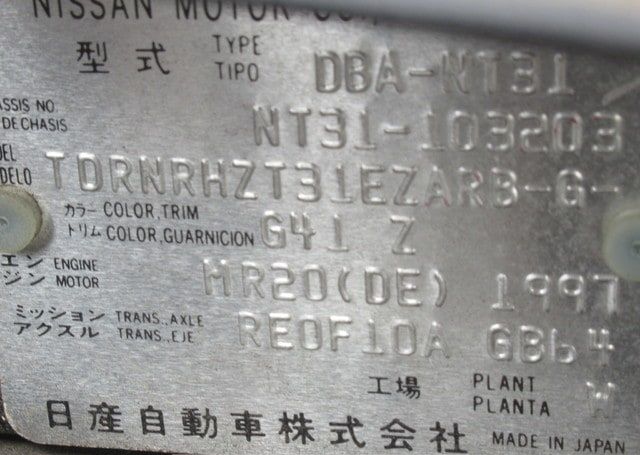 NISSAN MOTOR
型式 TYPE TIPO DBA-NT31
NO. NT31-103203
DE CHASIS
TDRNRHZT31EZARB-G-
カラー COLOR,TRIM
トリム COLOR,GUARNICION G41 Z
エン ENGINE
ジン MOTOR MR20(DE) 1997
ミッション TRANS.,AXLE
アクスル TRANS.,EJE RE0F10A GB64
工場 PLANT
PLANTA W
日産自動車株式会社 MADE IN JAPAN